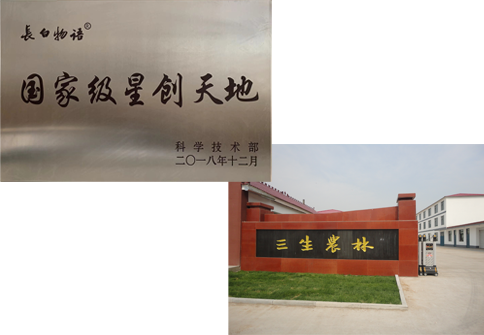 長白物语®
国家级星创天地
科学技术部
二〇一八年十二月
三生農林